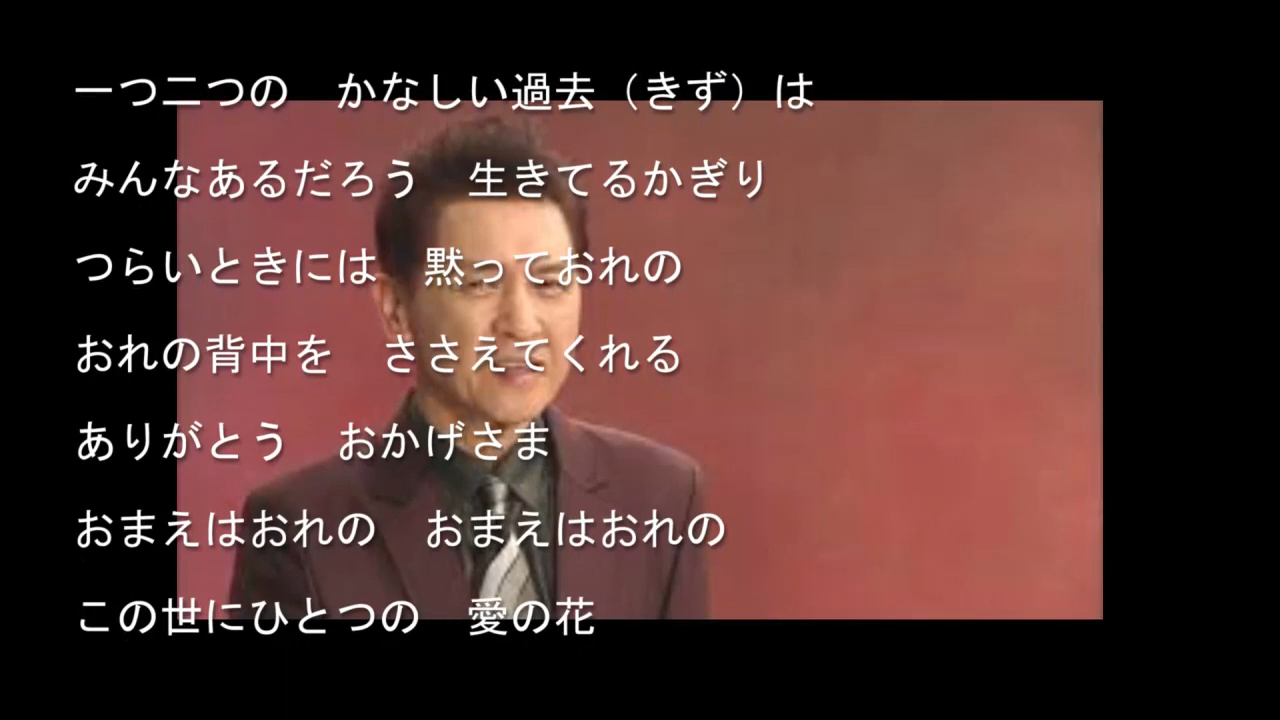 一つ二つの　かなしい過去（きず）は
みんなあるだろう　生きてるかぎり
つらいときには　黙っておれの
おれの背中を　ささえてくれる
ありがとう　おかげさま
おまえはおれの　おまえはおれの
この世にひとつの　愛の花